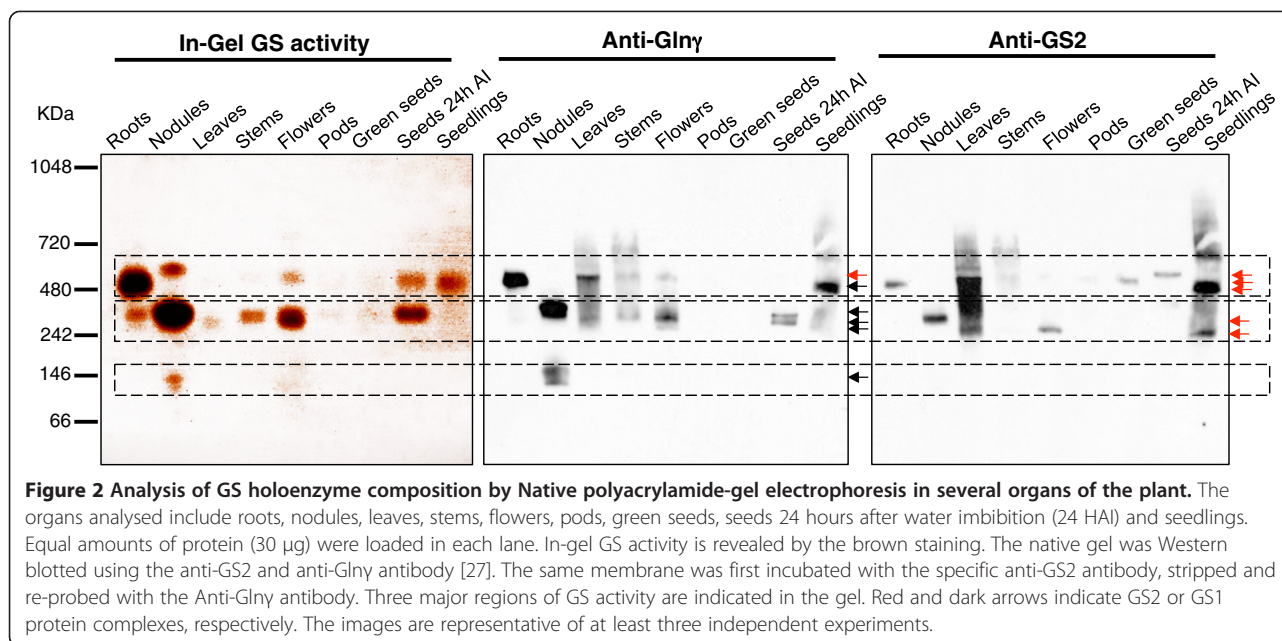 In-Gel GS activity
Anti-Glnγ
Anti-GS2
KDa
Roots
Nodules
Leaves
Stems
Flowers
Pods
Green seeds
Seeds 24h AI
Seedlings
Roots
Nodules
Leaves
Stems
Flowers
Pods
Green seeds
Seeds 24h AI
Seedlings
Roots
Nodules
Leaves
Stems
Flowers
Pods
Green seeds
Seeds 24h AI
Seedlings
1048
720
480
242
146
66
Figure 2 Analysis of GS holoenzyme composition by Native polyacrylamide-gel electrophoresis in several organs of the plant. The
organs analysed include roots, nodules, leaves, stems, flowers, pods, green seeds, seeds 24 hours after water imbibition (24 HAI) and seedlings.
Equal amounts of protein (30 μg) were loaded in each lane. In-gel GS activity is revealed by the brown staining. The native gel was Western
blotted using the anti-GS2 and anti-Glnγ antibody [27]. The same membrane was first incubated with the specific anti-GS2 antibody, stripped and
re-probed with the Anti-Glnγ antibody. Three major regions of GS activity are indicated in the gel. Red and dark arrows indicate GS2 or GS1
protein complexes, respectively. The images are representative of at least three independent experiments.